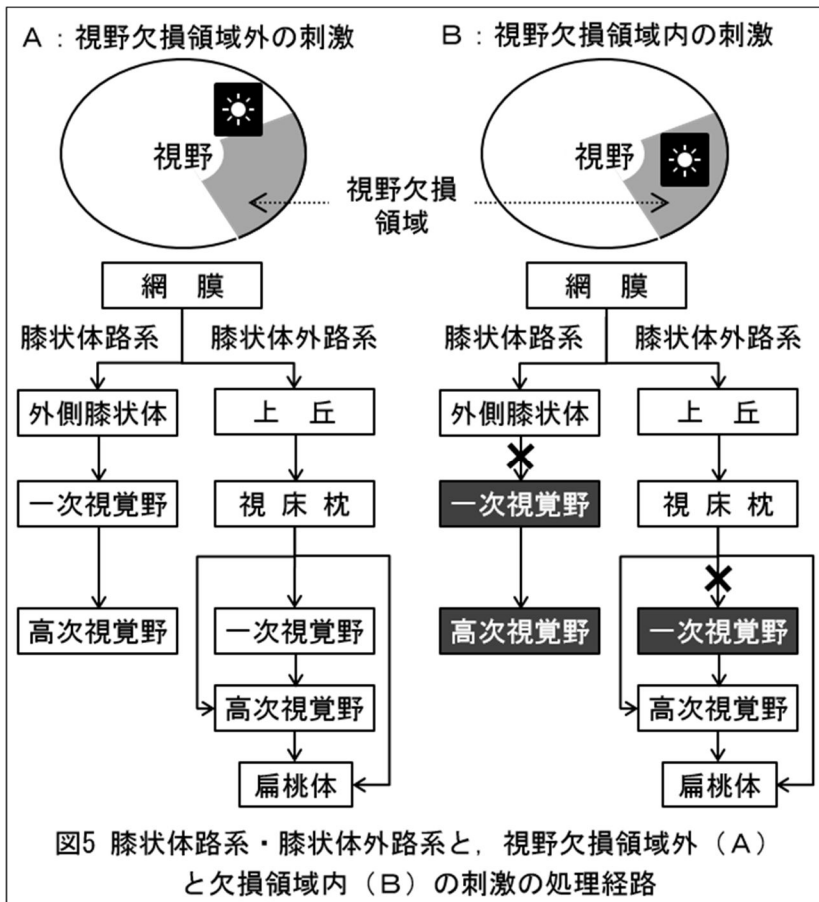 A：視野欠損領域外の刺激
B：視野欠損領域内の刺激
視野
視野
視野欠損
領域
網　膜
網　膜
膝状体路系
膝状体外路系
膝状体路系
膝状体外路系
外側膝状体
上　丘
外側膝状体
上　丘
一次視覚野
視 床 枕
一次視覚野
視 床 枕
高次視覚野
一次視覚野
高次視覚野
一次視覚野
高次視覚野
高次視覚野
扁桃体
扁桃体
図5 膝状体路系・膝状体外路系と，視野欠損領域外（A）
と欠損領域内（B）の刺激の処理経路